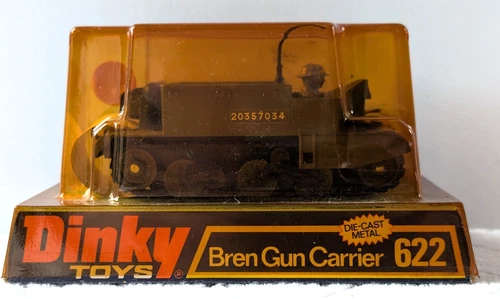 20357034
Dinky
TOYS®
DIE-CAST
METAL
Bren Gun Carrier 622